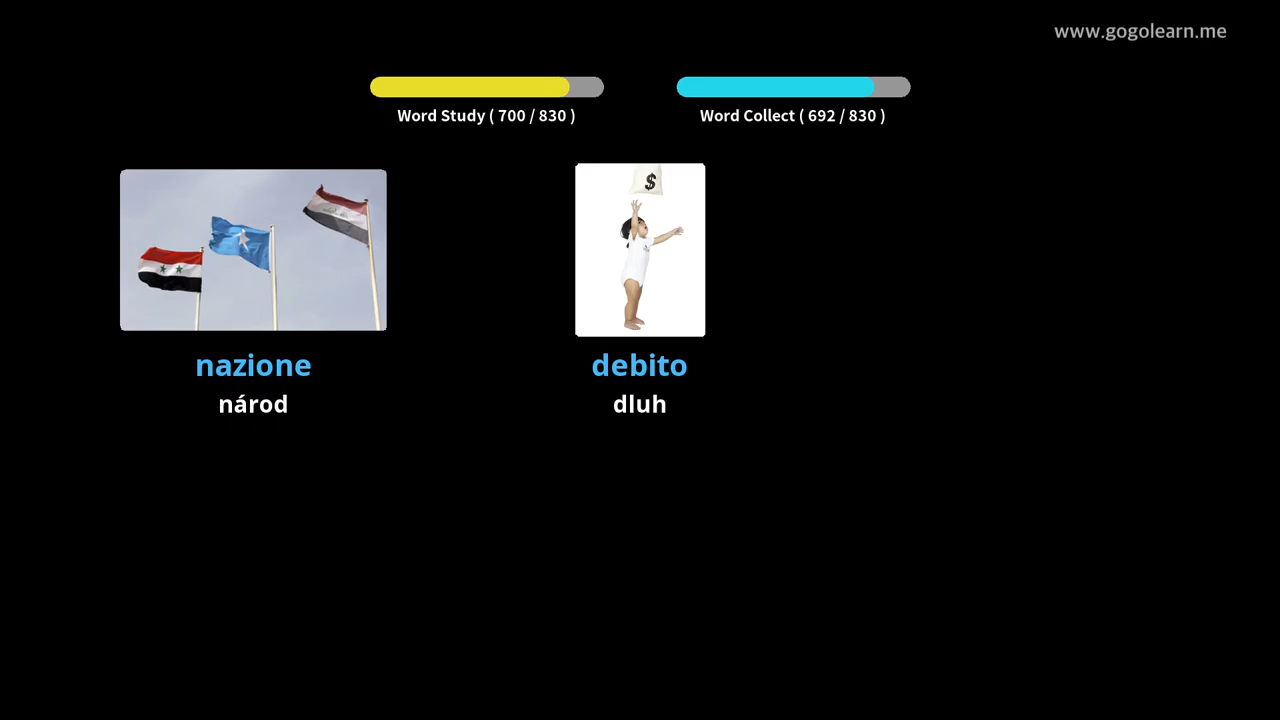 www.gogolearn.me
Word Study ( 700 / 830 )
Word Collect ( 692 / 830 )
$
nazione
debito
národ
dluh